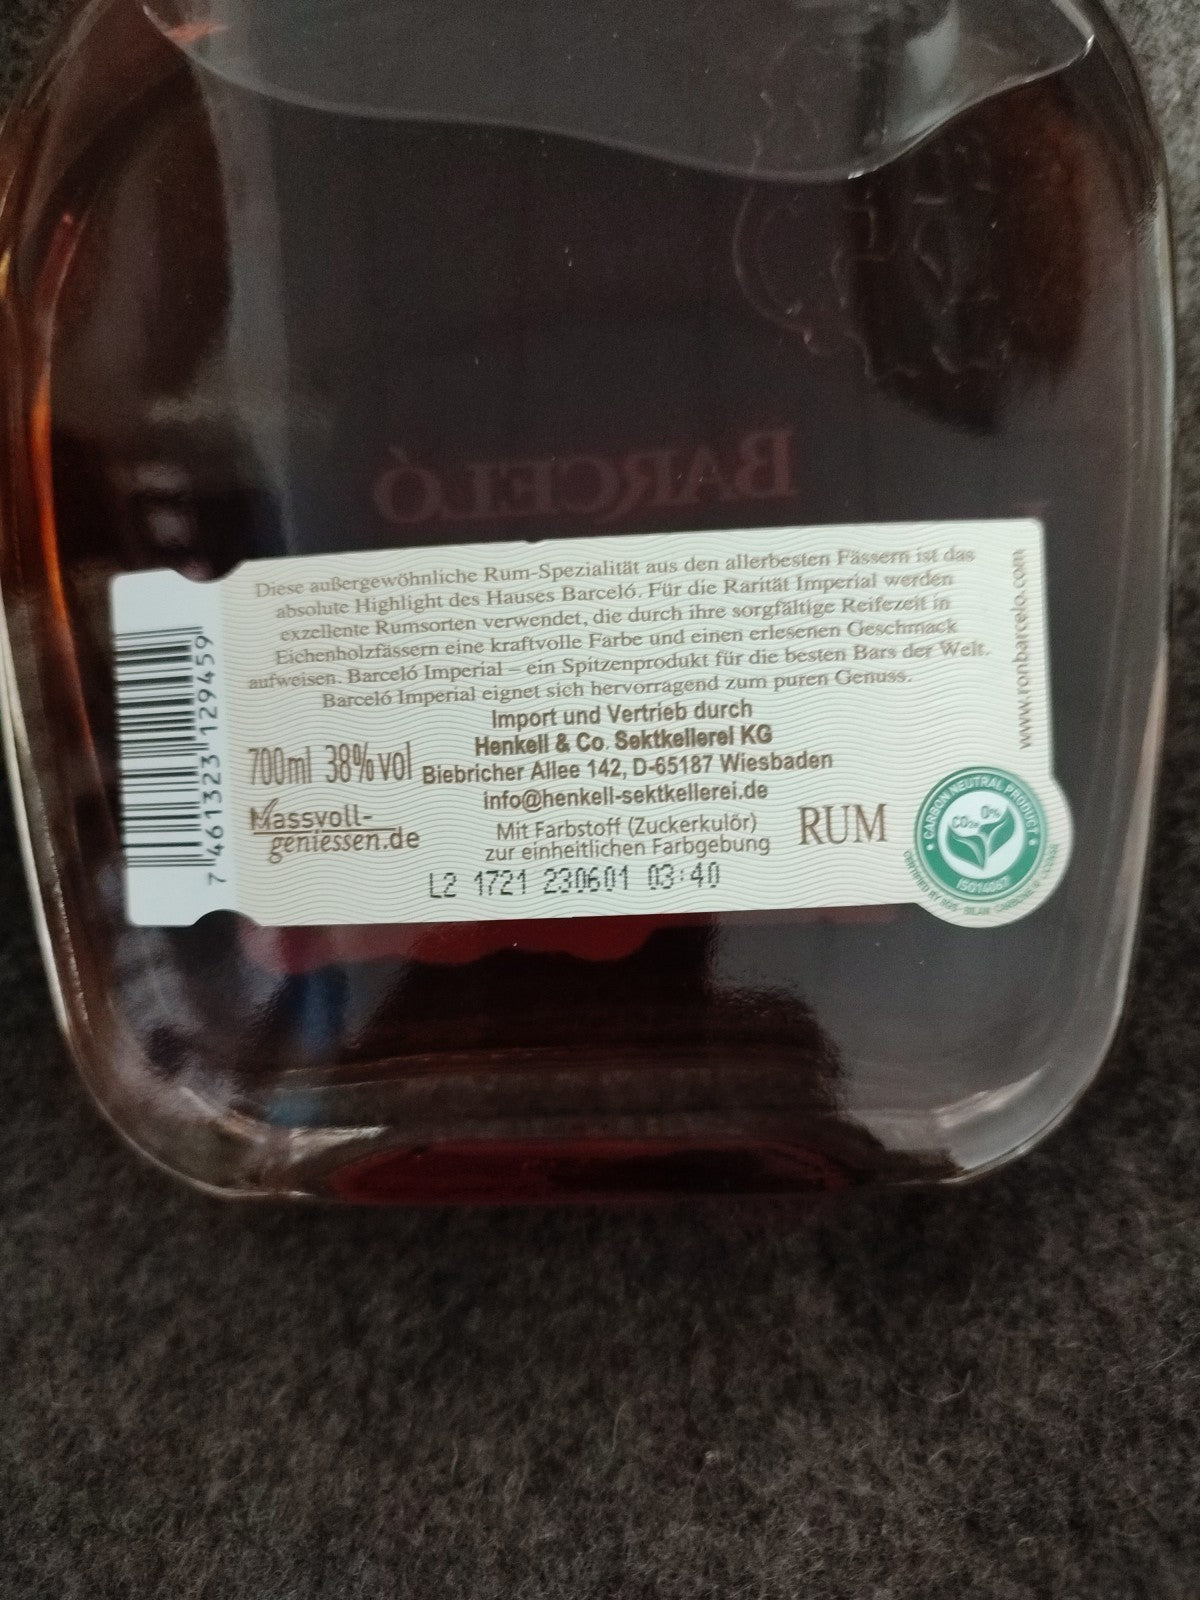 BARCELÓ
Diese außergewöhnliche Rum-Spezialität aus den allerbesten Fässern ist das
absolute Highlight des Hauses Barceló. Für die Rarität Imperial werden
exzellente Rumsorten verwendet, die durch ihre sorgfältige Reifezeit in
Eichenholzfässern eine kraftvolle Farbe und einen erlesenen Geschmack
aufweisen. Barceló Imperial – ein Spitzenprodukt für die besten Bars der Welt.
Barceló Imperial eignet sich hervorragend zum puren Genuss.
Import und Vertrieb durch
Henkell & Co. Sektkellerei KG
Biebricher Allee 142, D-65187 Wiesbaden
info@henkell-sektkellerei.de
700ml 38%vol
Massvoll-
geniessen.de
Mit Farbstoff (Zuckerkulör)
zur einheitlichen Farbgebung
RUM
L2 1721 230601 03:40
7 461323 129459
www.ronbarcelo.com
CARBON NEUTRAL PRODUCT
CO₂e 0%
ISO14067
CERTIFIED BY